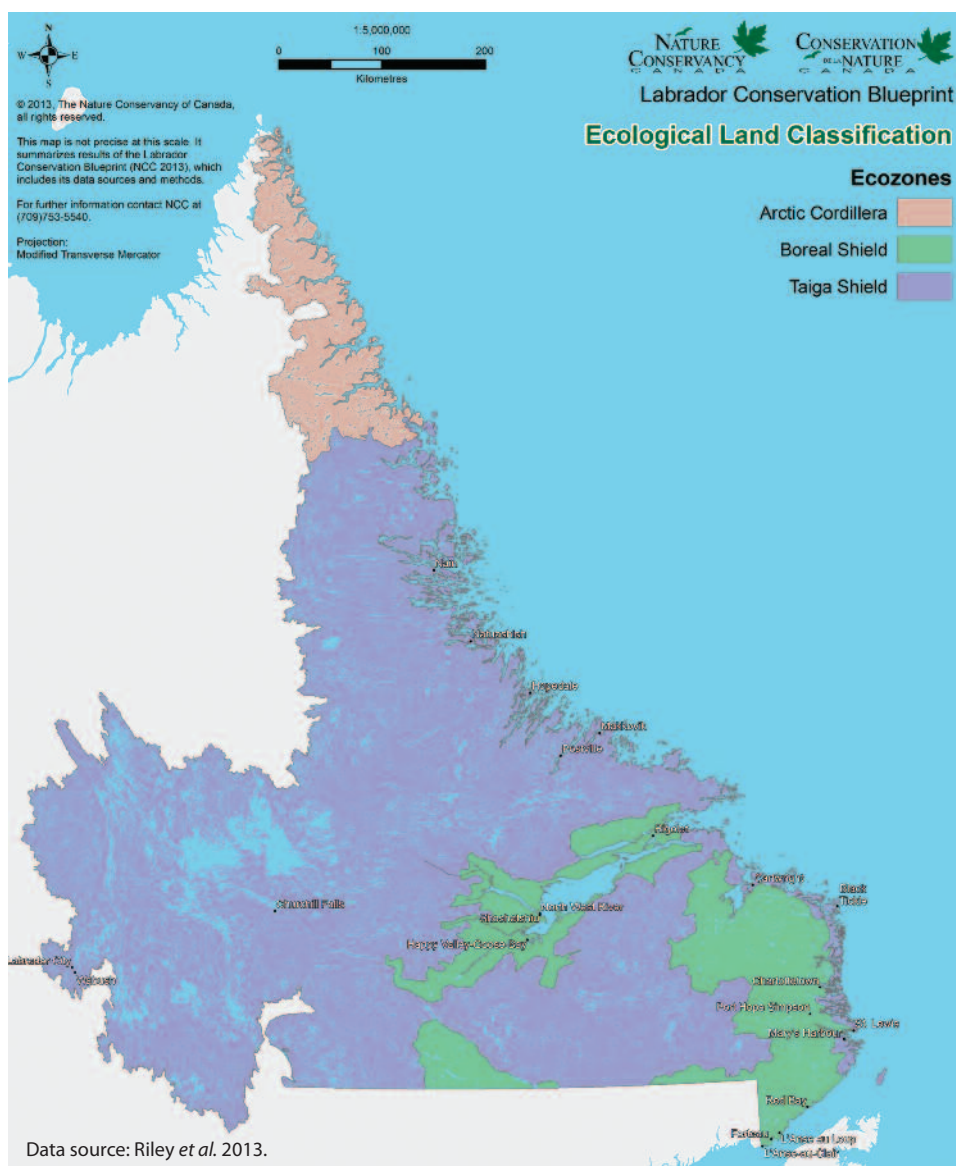 N
W E
S
1:5,000,000
0 100 200
Kilometres
NATURE
CONSERVANCY
CANADA
CONSERVATION
DE LA NATURE
CANADA
Labrador Conservation Blueprint
Ecological Land Classification
Ecozones
Arctic Cordillera
Boreal Shield
Taiga Shield
© 2013, The Nature Conservancy of Canada,
all rights reserved.
This map is not precise at this scale. It
summarizes results of the Labrador
Conservation Blueprint (NCC 2013), which
includes its data sources and methods.
For further information contact NCC at
(709)753-5540.
Projection:
Modified Transverse Mercator
Nain
Natuashish
Hopedale
Makkovik
Postville
Rigolet
Cartwright
Black
Tickle
Churchill Falls
North West River
Sheshatshiu
Happy Valley-Goose Bay
Labrador City
Wabush
Charlottetown
Port Hope Simpson
St. Lewis
Mary's Harbour
Red Bay
Forteau
L'Anse au Loup
L'Anse-au-Clair
Data source: Riley et al. 2013.